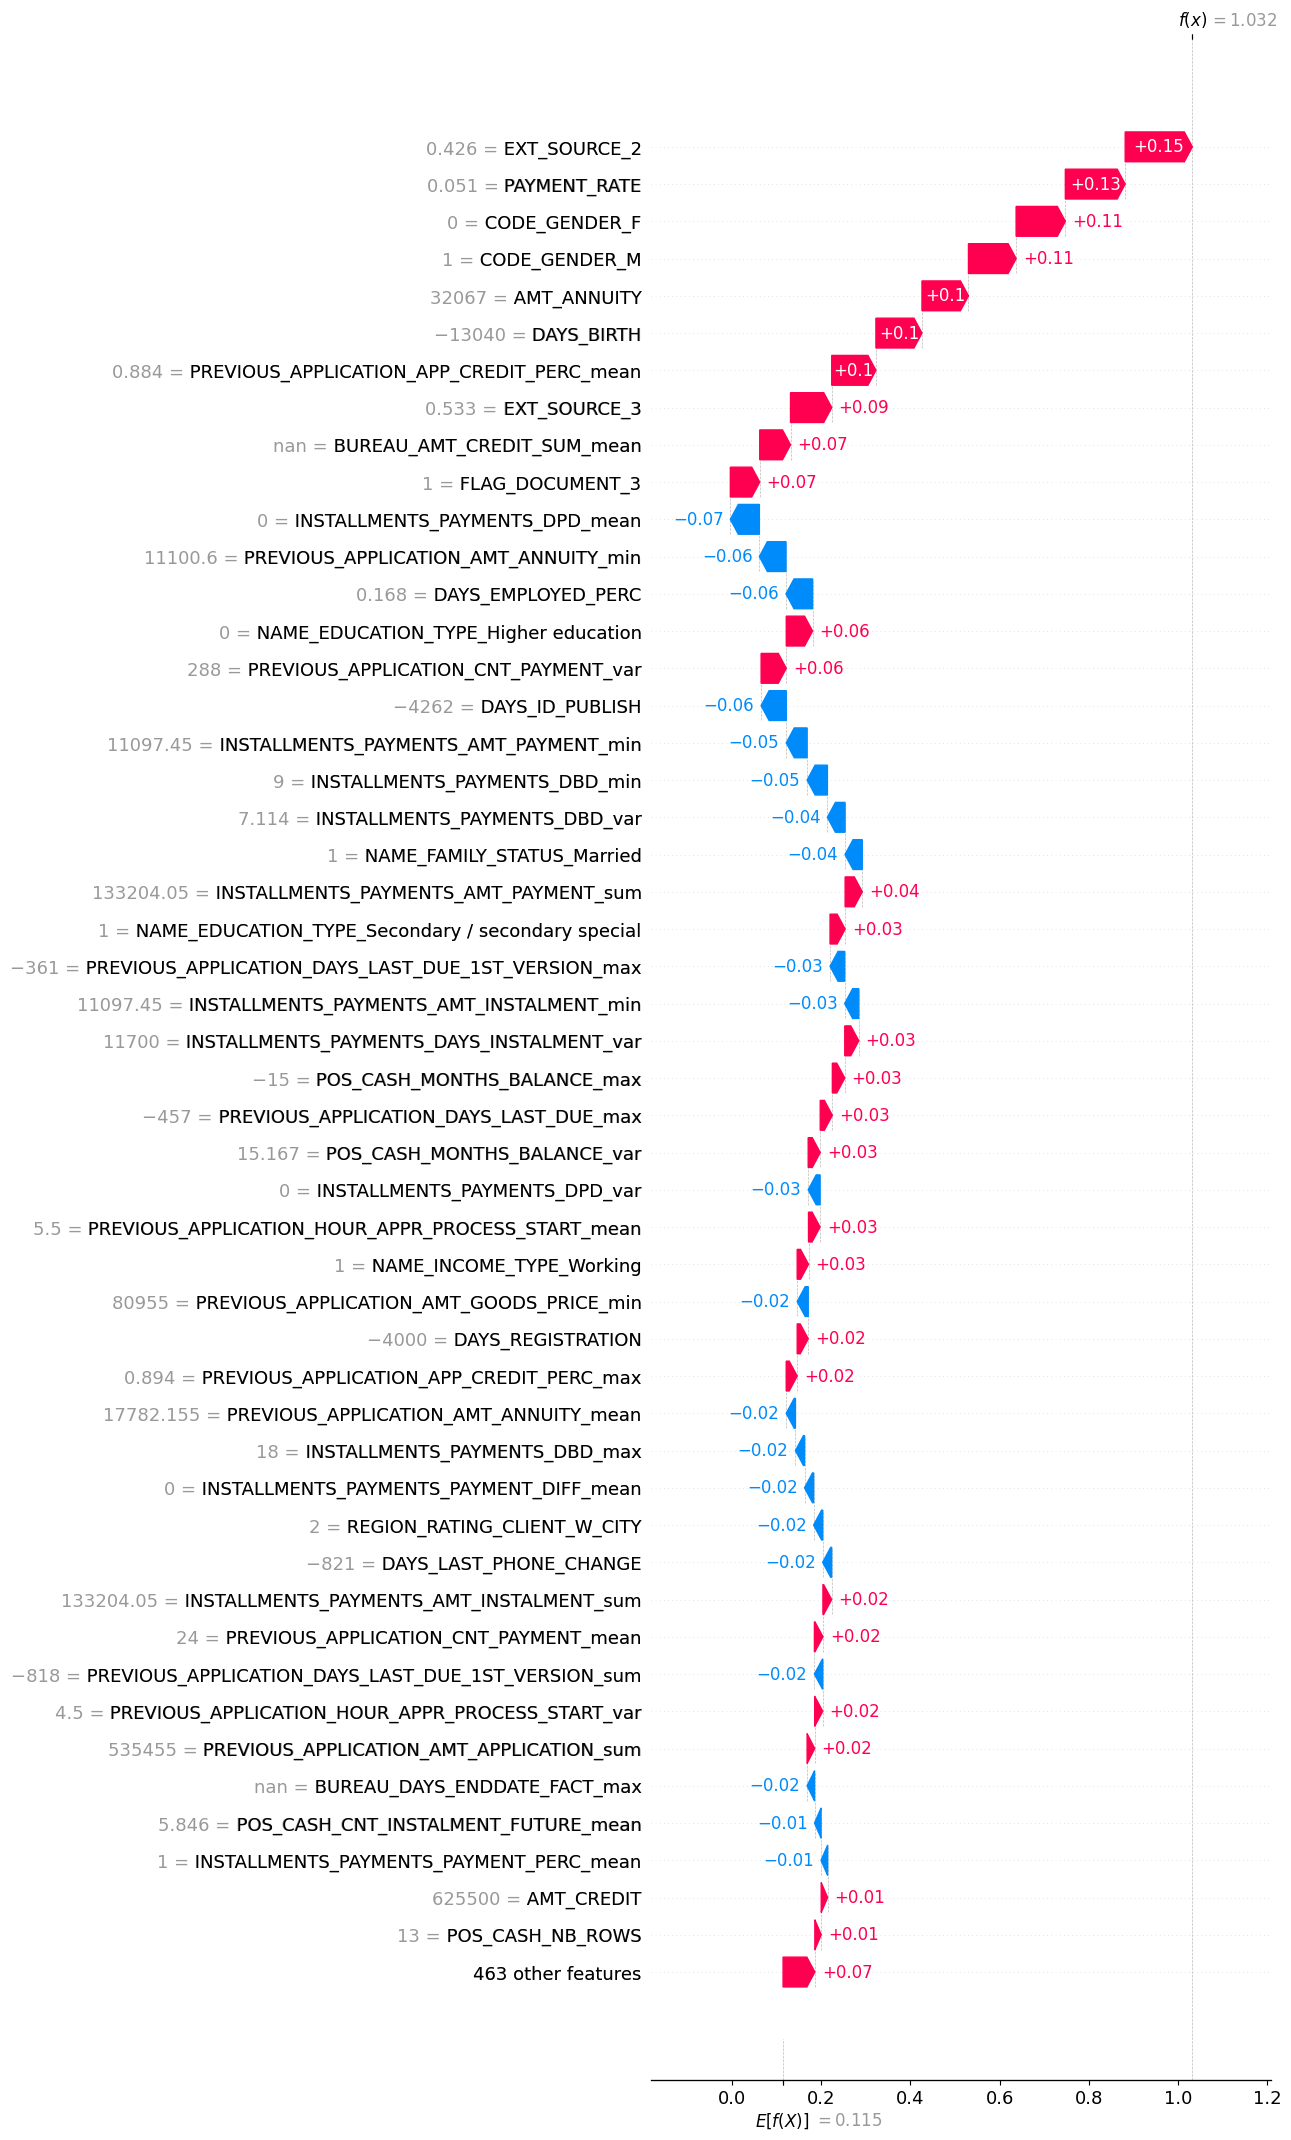 f(x) = 1.032
0.426 = EXT_SOURCE_2 +0.15
0.051 = PAYMENT_RATE +0.13
0 = CODE_GENDER_F +0.11
1 = CODE_GENDER_M +0.11
32067 = AMT_ANNUITY +0.1
−13040 = DAYS_BIRTH +0.1
0.884 = PREVIOUS_APPLICATION_APP_CREDIT_PERC_mean +0.1
0.533 = EXT_SOURCE_3 +0.09
nan = BUREAU_AMT_CREDIT_SUM_mean +0.07
1 = FLAG_DOCUMENT_3 +0.07
0 = INSTALLMENTS_PAYMENTS_DPD_mean −0.07
11100.6 = PREVIOUS_APPLICATION_AMT_ANNUITY_min −0.06
0.168 = DAYS_EMPLOYED_PERC −0.06
0 = NAME_EDUCATION_TYPE_Higher education +0.06
288 = PREVIOUS_APPLICATION_CNT_PAYMENT_var +0.06
−4262 = DAYS_ID_PUBLISH −0.06
11097.45 = INSTALLMENTS_PAYMENTS_AMT_PAYMENT_min −0.05
9 = INSTALLMENTS_PAYMENTS_DBD_min −0.05
7.114 = INSTALLMENTS_PAYMENTS_DBD_var −0.04
1 = NAME_FAMILY_STATUS_Married −0.04
133204.05 = INSTALLMENTS_PAYMENTS_AMT_PAYMENT_sum +0.04
1 = NAME_EDUCATION_TYPE_Secondary / secondary special +0.03
−361 = PREVIOUS_APPLICATION_DAYS_LAST_DUE_1ST_VERSION_max −0.03
11097.45 = INSTALLMENTS_PAYMENTS_AMT_INSTALMENT_min −0.03
11700 = INSTALLMENTS_PAYMENTS_DAYS_INSTALMENT_var +0.03
−15 = POS_CASH_MONTHS_BALANCE_max +0.03
−457 = PREVIOUS_APPLICATION_DAYS_LAST_DUE_max +0.03
15.167 = POS_CASH_MONTHS_BALANCE_var +0.03
0 = INSTALLMENTS_PAYMENTS_DPD_var −0.03
5.5 = PREVIOUS_APPLICATION_HOUR_APPR_PROCESS_START_mean +0.03
1 = NAME_INCOME_TYPE_Working +0.03
80955 = PREVIOUS_APPLICATION_AMT_GOODS_PRICE_min −0.02
−4000 = DAYS_REGISTRATION +0.02
0.894 = PREVIOUS_APPLICATION_APP_CREDIT_PERC_max +0.02
17782.155 = PREVIOUS_APPLICATION_AMT_ANNUITY_mean −0.02
18 = INSTALLMENTS_PAYMENTS_DBD_max −0.02
0 = INSTALLMENTS_PAYMENTS_PAYMENT_DIFF_mean −0.02
2 = REGION_RATING_CLIENT_W_CITY −0.02
−821 = DAYS_LAST_PHONE_CHANGE −0.02
133204.05 = INSTALLMENTS_PAYMENTS_AMT_INSTALMENT_sum +0.02
24 = PREVIOUS_APPLICATION_CNT_PAYMENT_mean +0.02
−818 = PREVIOUS_APPLICATION_DAYS_LAST_DUE_1ST_VERSION_sum −0.02
4.5 = PREVIOUS_APPLICATION_HOUR_APPR_PROCESS_START_var +0.02
535455 = PREVIOUS_APPLICATION_AMT_APPLICATION_sum +0.02
nan = BUREAU_DAYS_ENDDATE_FACT_max −0.02
5.846 = POS_CASH_CNT_INSTALMENT_FUTURE_mean −0.01
1 = INSTALLMENTS_PAYMENTS_PAYMENT_PERC_mean −0.01
625500 = AMT_CREDIT +0.01
13 = POS_CASH_NB_ROWS +0.01
463 other features +0.07
0.0 0.2 0.4 0.6 0.8 1.0 1.2
E[f(X)] = 0.115